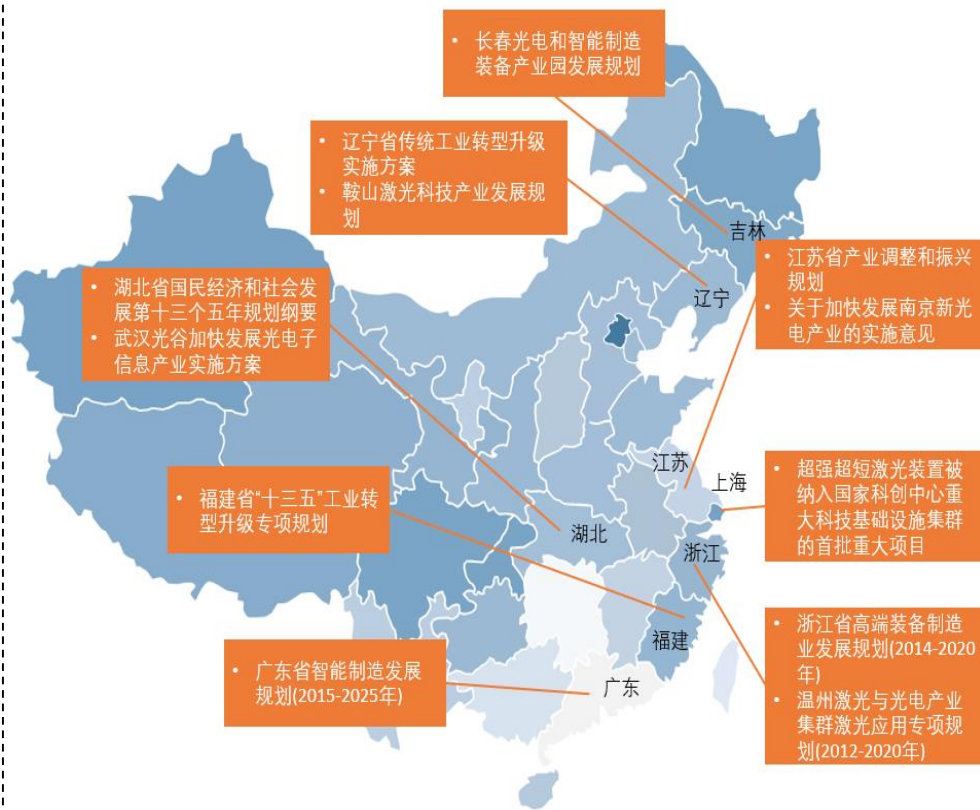 • 长春光电和智能制造
装备产业园发展规划
• 辽宁省传统工业转型升级
实施方案
• 鞍山激光科技产业发展规
划
吉林
• 江苏省产业调整和振兴
规划
• 关于加快发展南京新光
电产业的实施意见
辽宁
• 湖北省国民经济和社会发
展第十三个五年规划纲要
• 武汉光谷加快发展光电子
信息产业实施方案
江苏
上海
• 超强超短激光装置被
纳入国家科创中心重
大科技基础设施集群
的首批重大项目
• 福建省“十三五”工业转
型升级专项规划
湖北
浙江
• 浙江省高端装备制造
业发展规划(2014-2020
年)
• 温州激光与光电产业
集群激光应用专项规
划(2012-2020年)
福建
• 广东省智能制造发展
规划(2015-2025年)
广东